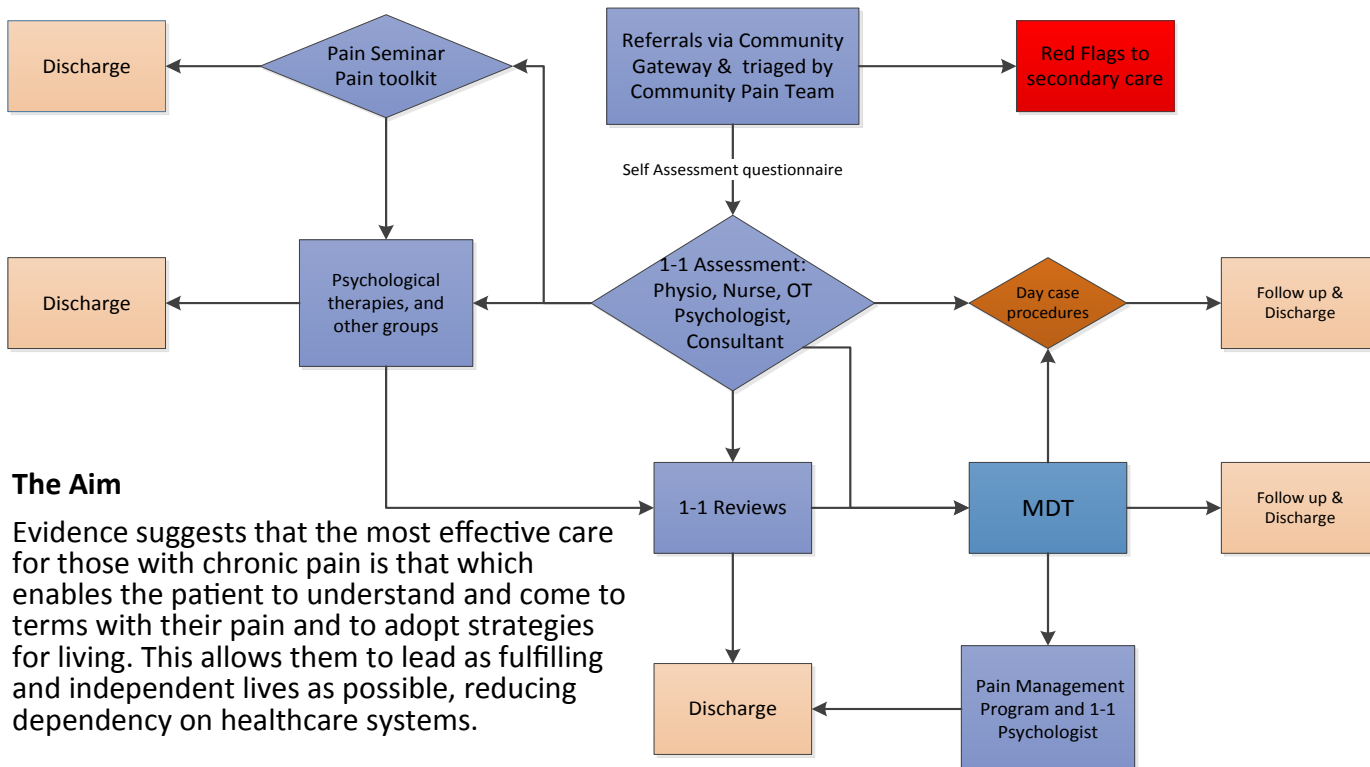 Discharge
Pain Seminar
Pain toolkit
Referrals via Community
Gateway & triaged by
Community Pain Team
Red Flags to
secondary care
Self Assessment questionnaire
Discharge
Psychological
therapies, and
other groups
1-1 Assessment:
Physio, Nurse, OT
Psychologist,
Consultant
Day case
procedures
Follow up &
Discharge
The Aim
Evidence suggests that the most effective care
for those with chronic pain is that which
enables the patient to understand and come to
terms with their pain and to adopt strategies
for living. This allows them to lead as fulfilling
and independent lives as possible, reducing
dependency on healthcare systems.
1-1 Reviews
MDT
Follow up &
Discharge
Discharge
Pain Management
Program and 1-1
Psychologist